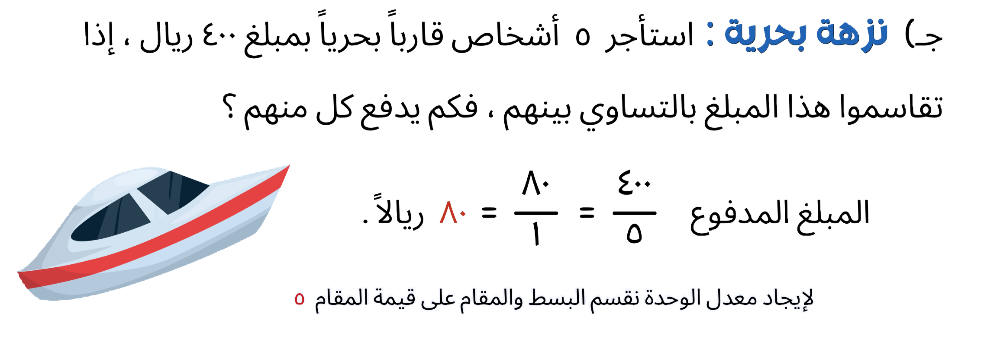 جـ) نزهة بحرية : استأجر ٥ أشخاص قارباً بحرياً بمبلغ ٤٠٠ ريال ، إذا
تقاسموا هذا المبلغ بالتساوي بينهم ، فكم يدفع كل منهم ؟
المبلغ المدفوع ٤٠٠/٥ = ٨٠/١ = ٨٠ ريالاً .
لإيجاد معدل الوحدة نقسم البسط والمقام على قيمة المقام ٥